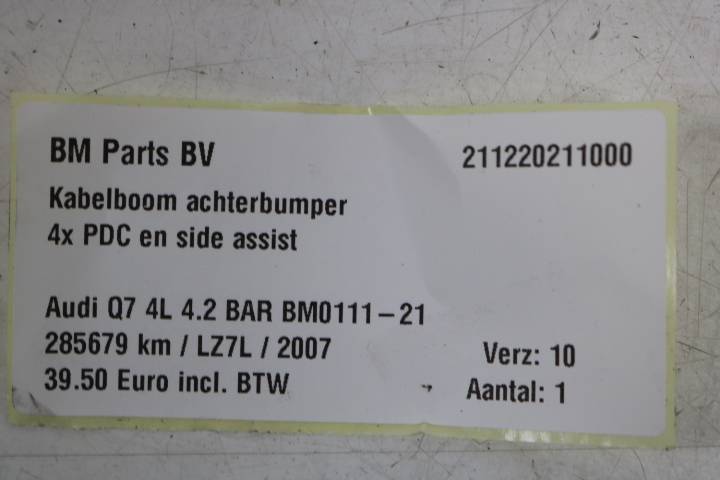 BM Parts BV 211220211000
Kabelboom achterbumper
4x PDC en side assist
Audi Q7 4L 4.2 BAR BM0111-21
285679 km / LZ7L / 2007 Verz: 10
39.50 Euro incl. BTW Aantal: 1